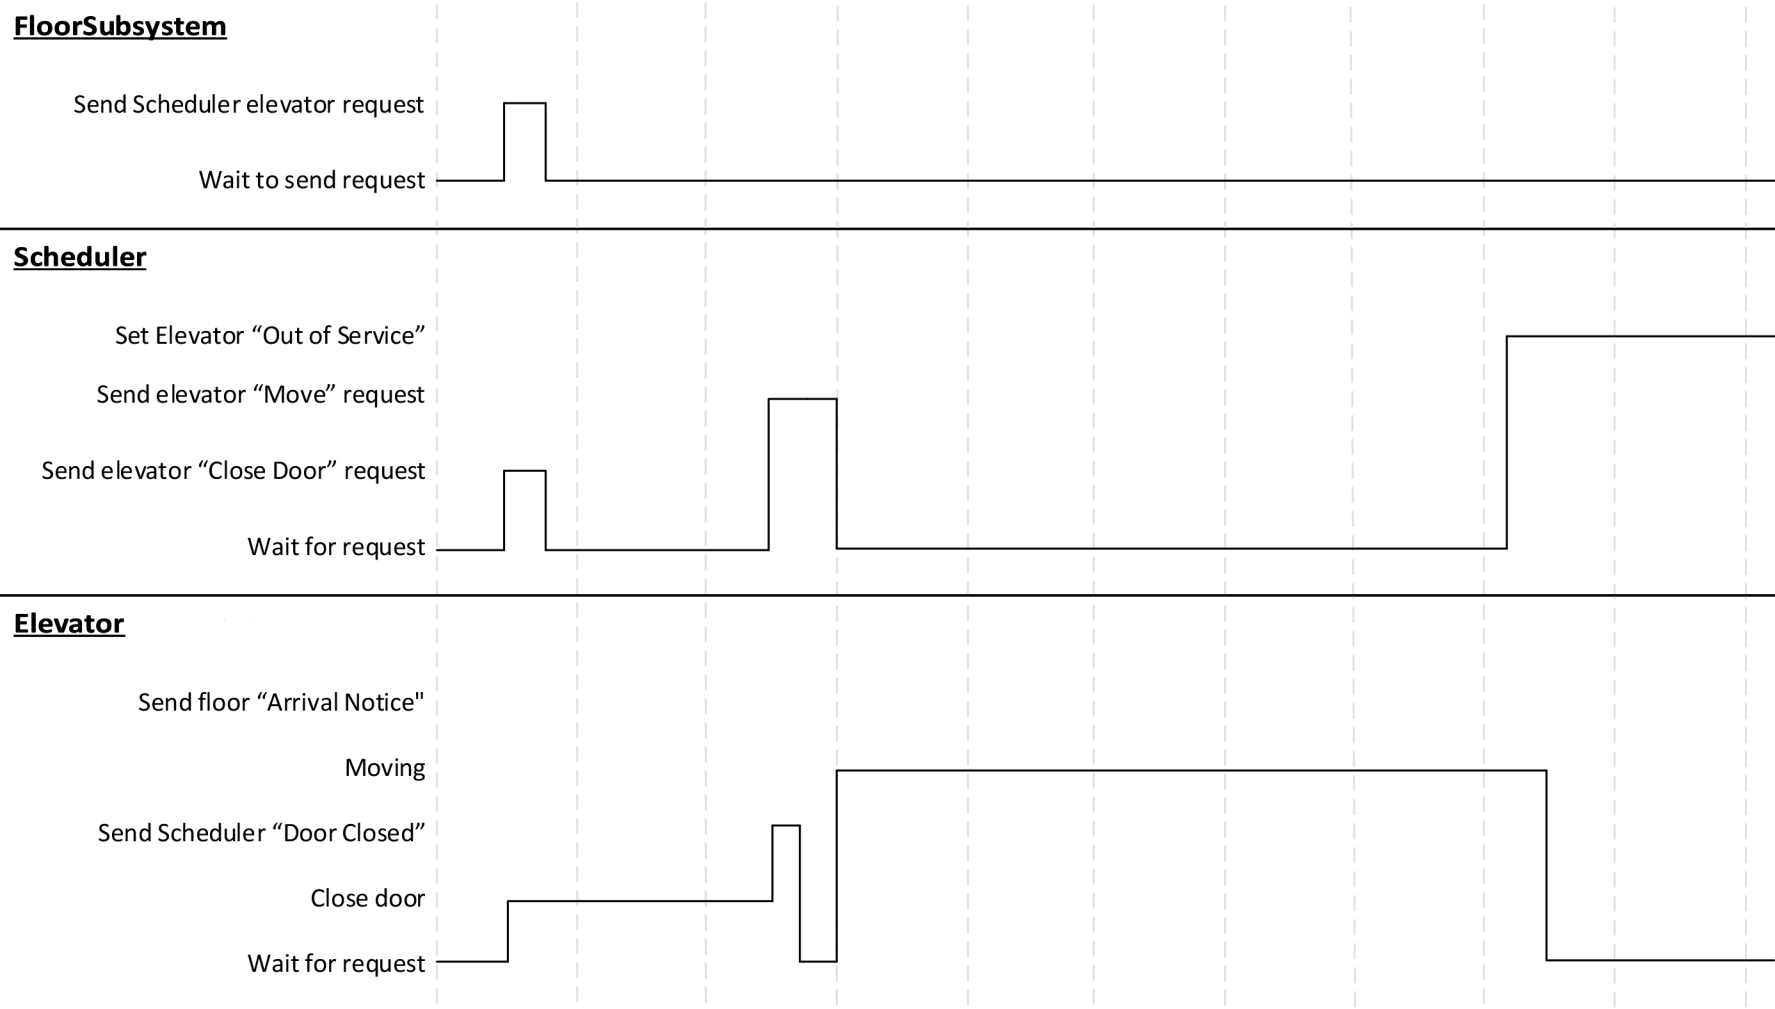 FloorSubsystem
Send Scheduler elevator request
Wait to send request
Scheduler
Set Elevator “Out of Service”
Send elevator “Move” request
Send elevator “Close Door” request
Wait for request
Elevator
Send floor “Arrival Notice"
Moving
Send Scheduler “Door Closed”
Close door
Wait for request